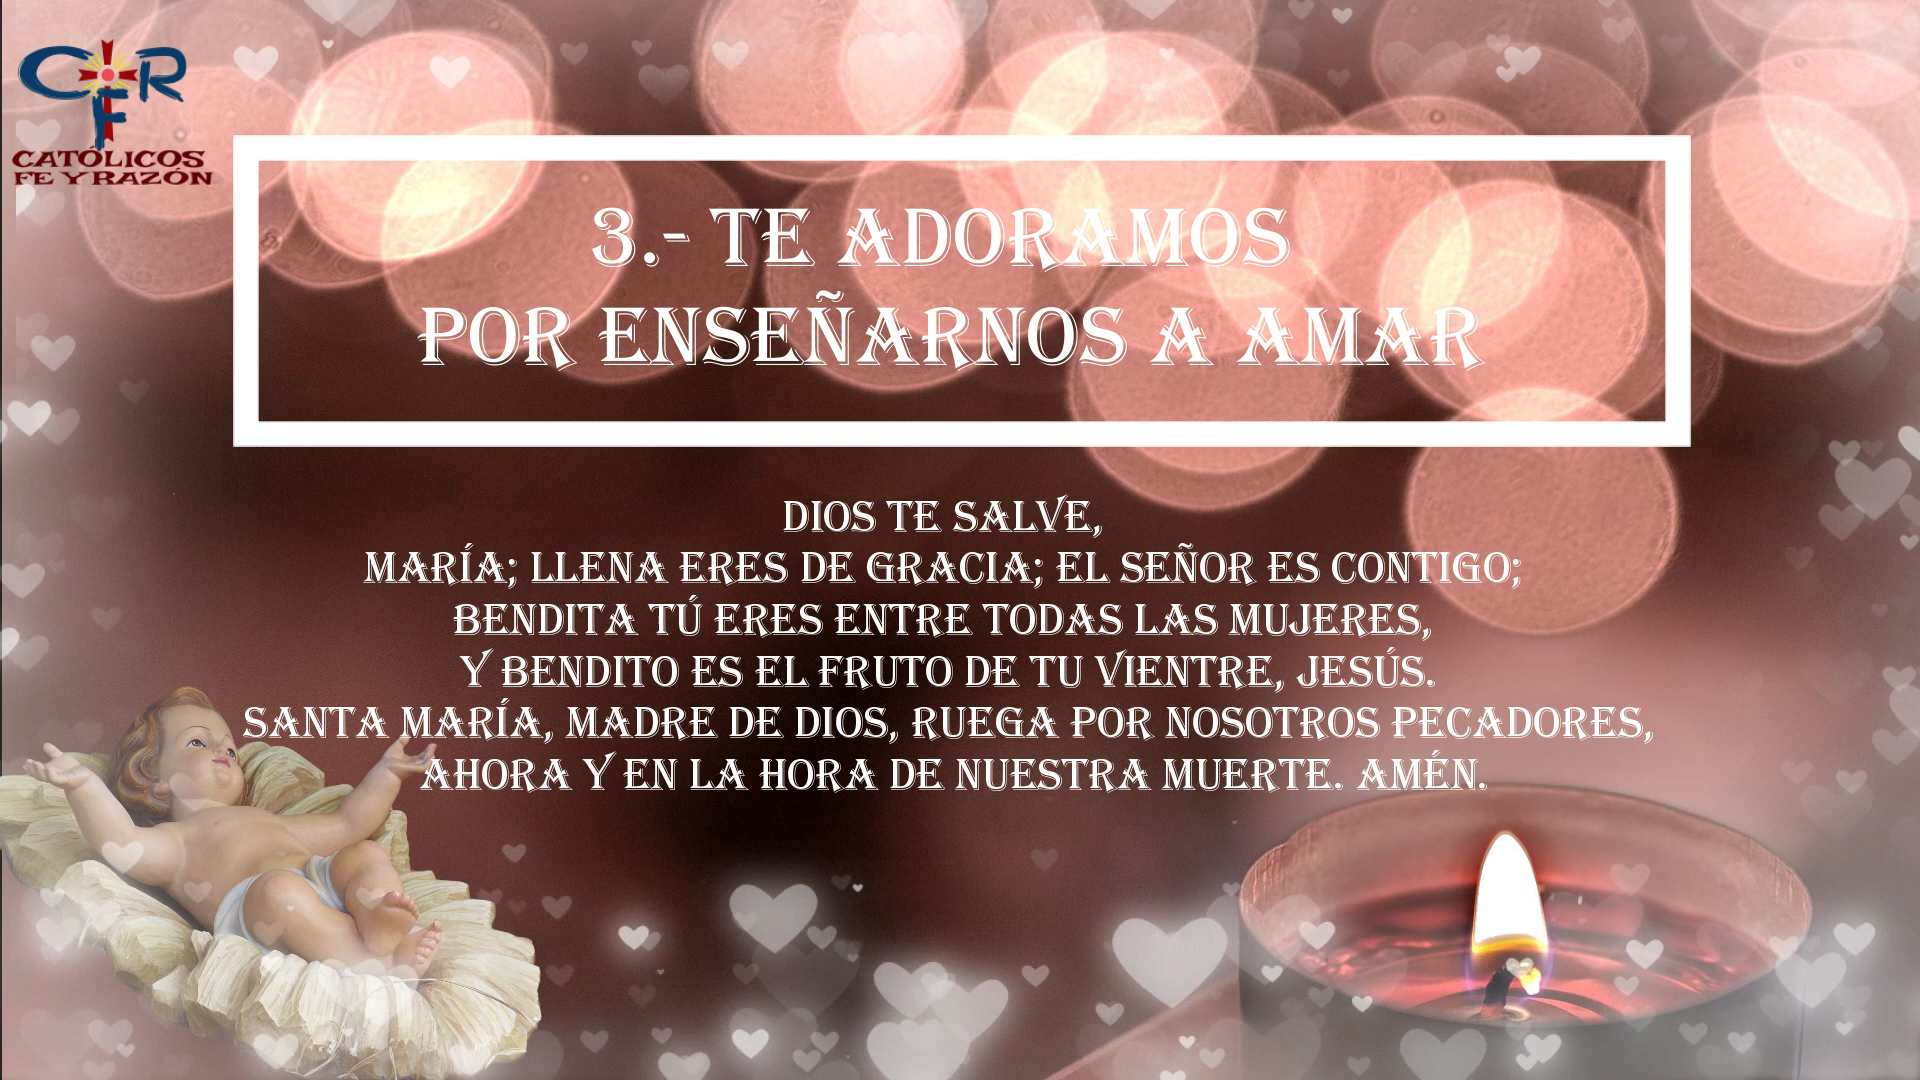 CFR
CATÓLICOS
FE Y RAZÓN
3.- TE ADORAMOS
POR ENSEÑARNOS A AMAR
DIOS TE SALVE,
MARÍA; LLENA ERES DE GRACIA; EL SEÑOR ES CONTIGO;
BENDITA TÚ ERES ENTRE TODAS LAS MUJERES,
Y BENDITO ES EL FRUTO DE TU VIENTRE, JESÚS.
SANTA MARÍA, MADRE DE DIOS, RUEGA POR NOSOTROS PECADORES,
AHORA Y EN LA HORA DE NUESTRA MUERTE. AMÉN.